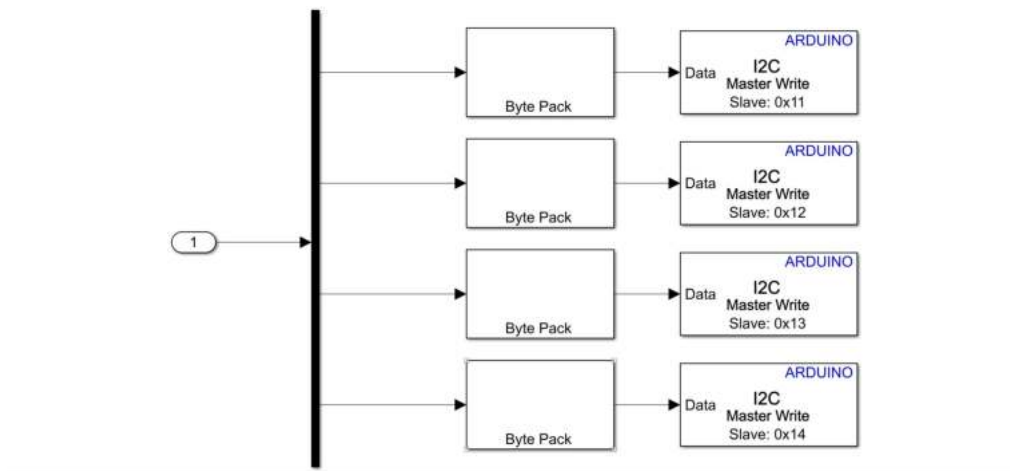 ARDUINO
I2C
Data
Master Write
Byte Pack
Slave: 0x11
ARDUINO
I2C
Data
Master Write
Byte Pack
Slave: 0x12
1
ARDUINO
I2C
Data
Master Write
Byte Pack
Slave: 0x13
ARDUINO
I2C
Data
Master Write
Byte Pack
Slave: 0x14